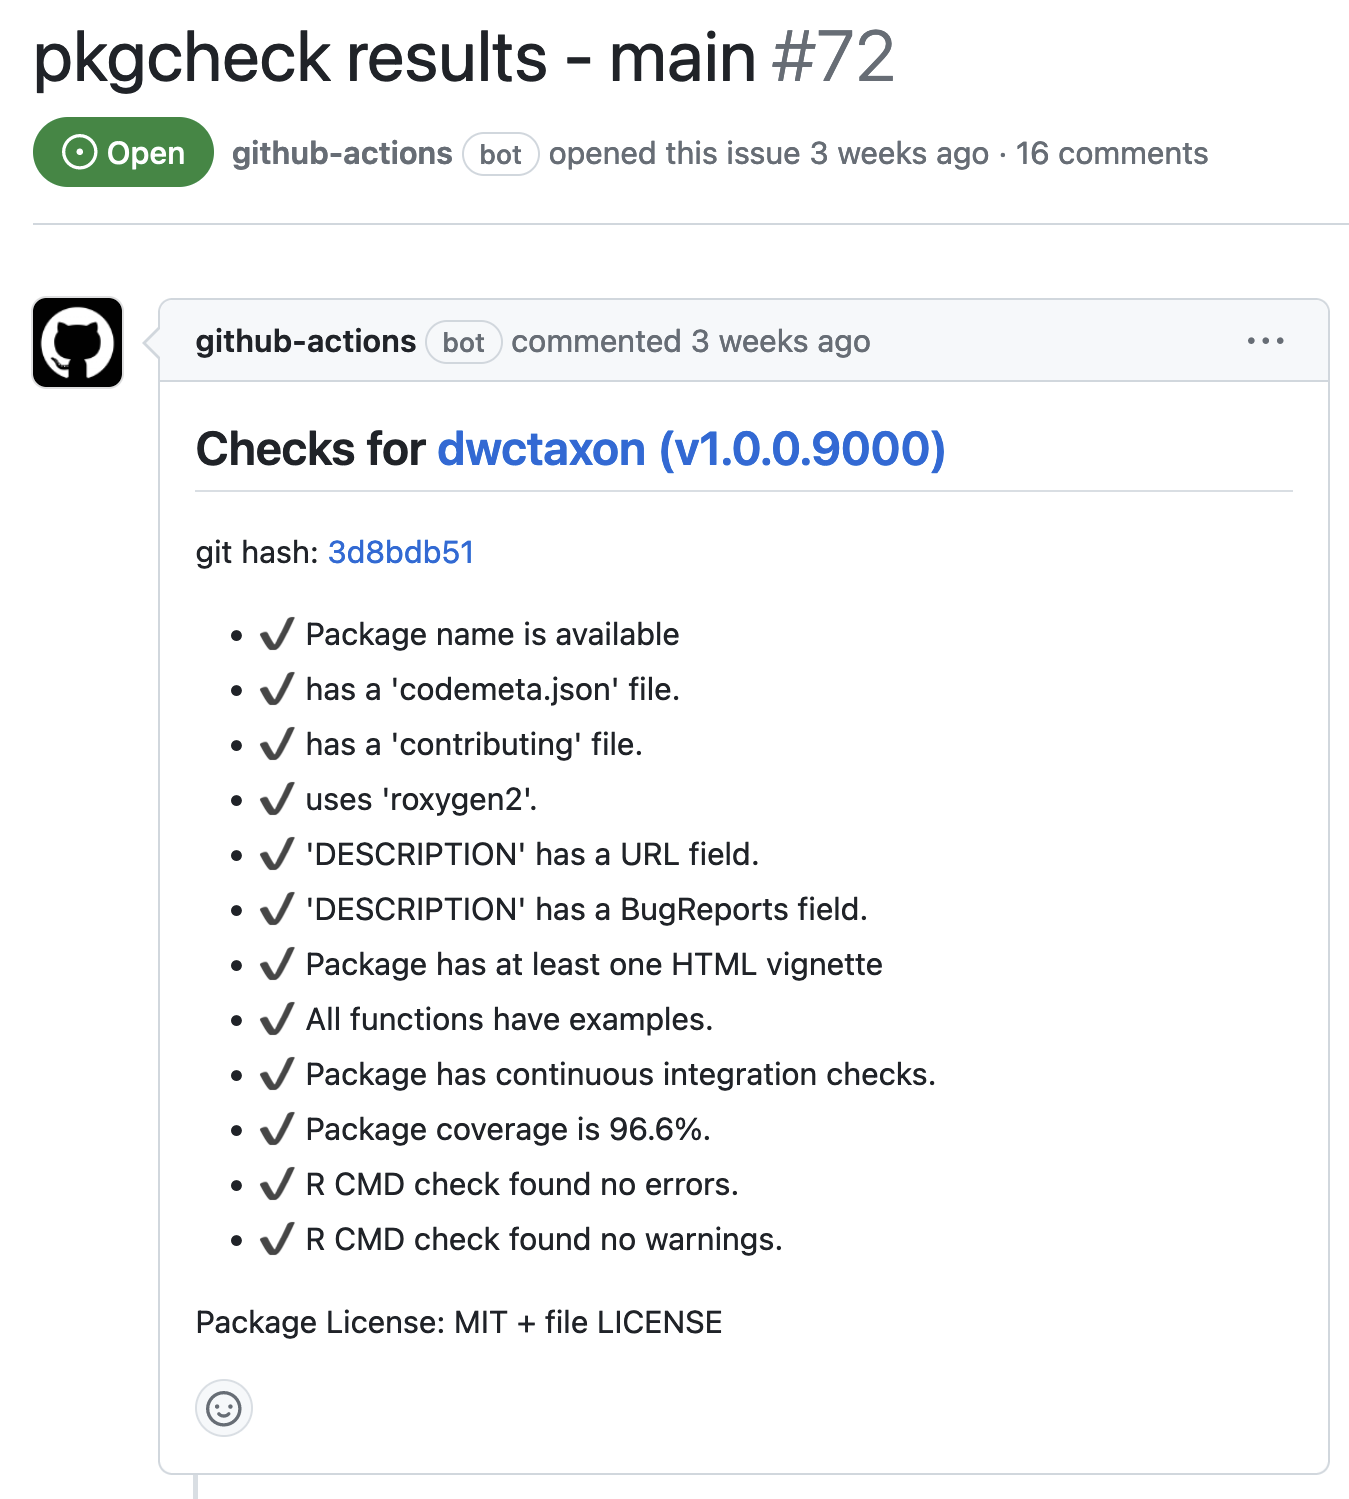 pkgcheck results - main #72
Open github-actions bot opened this issue 3 weeks ago · 16 comments
github-actions bot commented 3 weeks ago ...
Checks for dwctaxon (v1.0.0.9000)
git hash: 3d8bdb51
• ✔ Package name is available
• ✔ has a 'codemeta.json' file.
• ✔ has a 'contributing' file.
• ✔ uses 'roxygen2'.
• ✔ 'DESCRIPTION' has a URL field.
• ✔ 'DESCRIPTION' has a BugReports field.
• ✔ Package has at least one HTML vignette
• ✔ All functions have examples.
• ✔ Package has continuous integration checks.
• ✔ Package coverage is 96.6%.
• ✔ R CMD check found no errors.
• ✔ R CMD check found no warnings.
Package License: MIT + file LICENSE